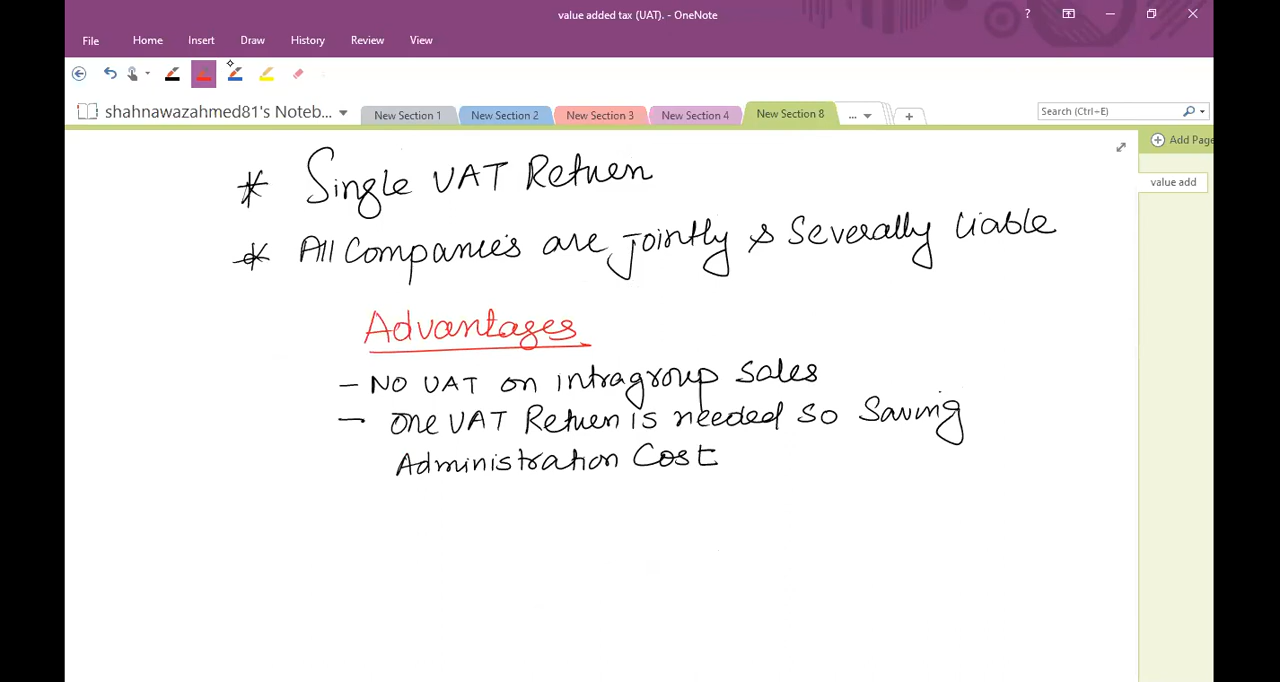 value added tax (UAT). - OneNote
?
File Home Insert Draw History Review View
shahnawazahmed81's Noteb... New Section 1 New Section 2 New Section 3 New Section 4 New Section 8 ... +
Search (Ctrl+E)
Add Page
value add
* Single VAT Return
* All Companies are jointly & Severally Liable
Advantages
- NO VAT on intragroup sales
- One VAT Return is needed so Saving
Administration Cost